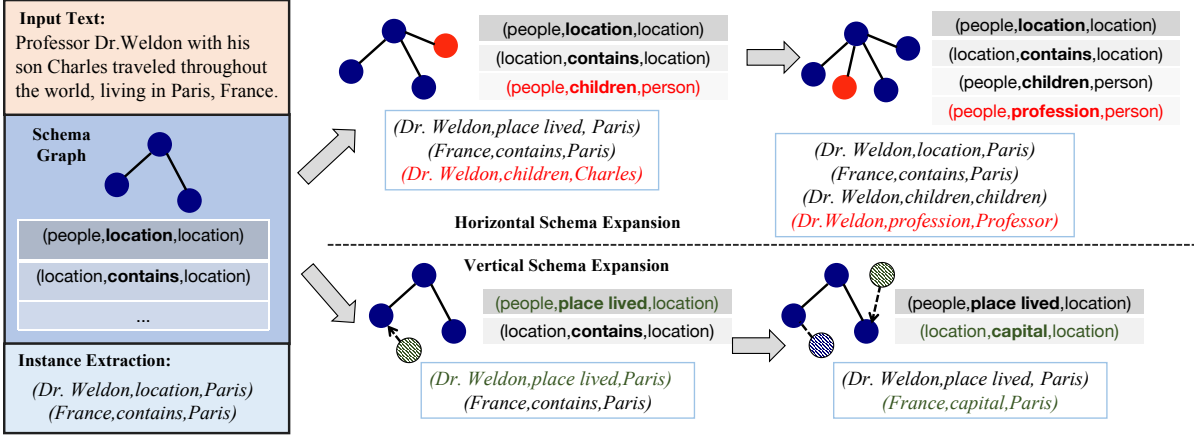 Input Text:
Professor Dr.Weldon with his
son Charles traveled throughout
the world, living in Paris, France.
Schema
Graph
(people,location,location)
(location,contains,location)
...
Instance Extraction:
(Dr. Weldon,location,Paris)
(France,contains,Paris)
(people,location,location)
(location,contains,location)
(people,children,person)
(Dr. Weldon,place lived, Paris)
(France,contains,Paris)
(Dr. Weldon,children,Charles)
(people,location,location)
(location,contains,location)
(people,children,person)
(people,profession,person)
(Dr. Weldon,location,Paris)
(France,contains,Paris)
(Dr. Weldon,children,children)
(Dr.Weldon,profession,Professor)
Horizontal Schema Expansion
Vertical Schema Expansion
(people,place lived,location)
(location,contains,location)
(Dr. Weldon,place lived,Paris)
(France,contains,Paris)
(people,place lived,location)
(location,capital,location)
(Dr. Weldon,place lived, Paris)
(France,capital,Paris)